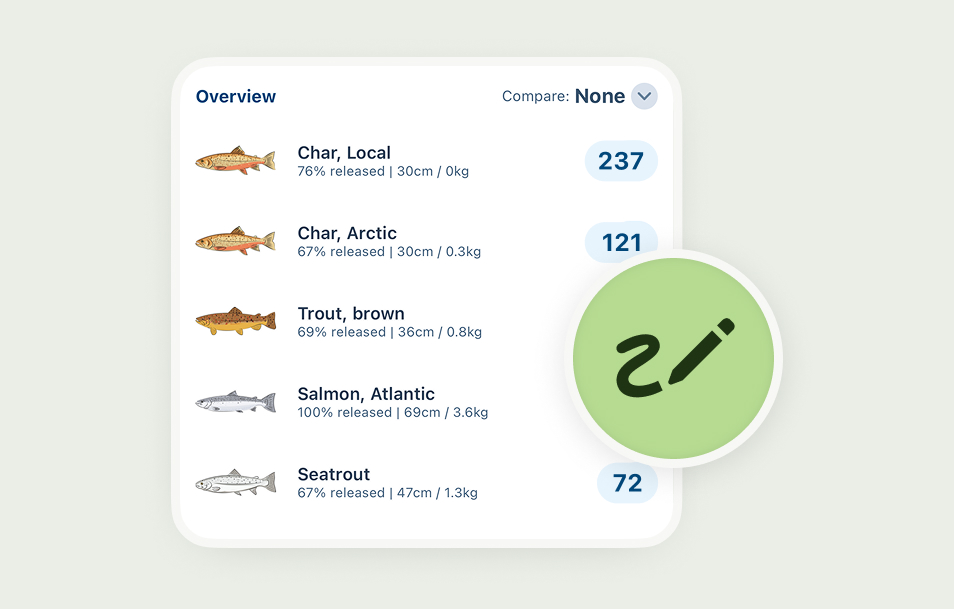 Overview
Compare: None
Char, Local
76% released | 30cm / 0kg
237
Char, Arctic
67% released | 30cm / 0.3kg
121
Trout, brown
69% released | 36cm / 0.8kg
Salmon, Atlantic
100% released | 69cm / 3.6kg
Seatrout
67% released | 47cm / 1.3kg
72